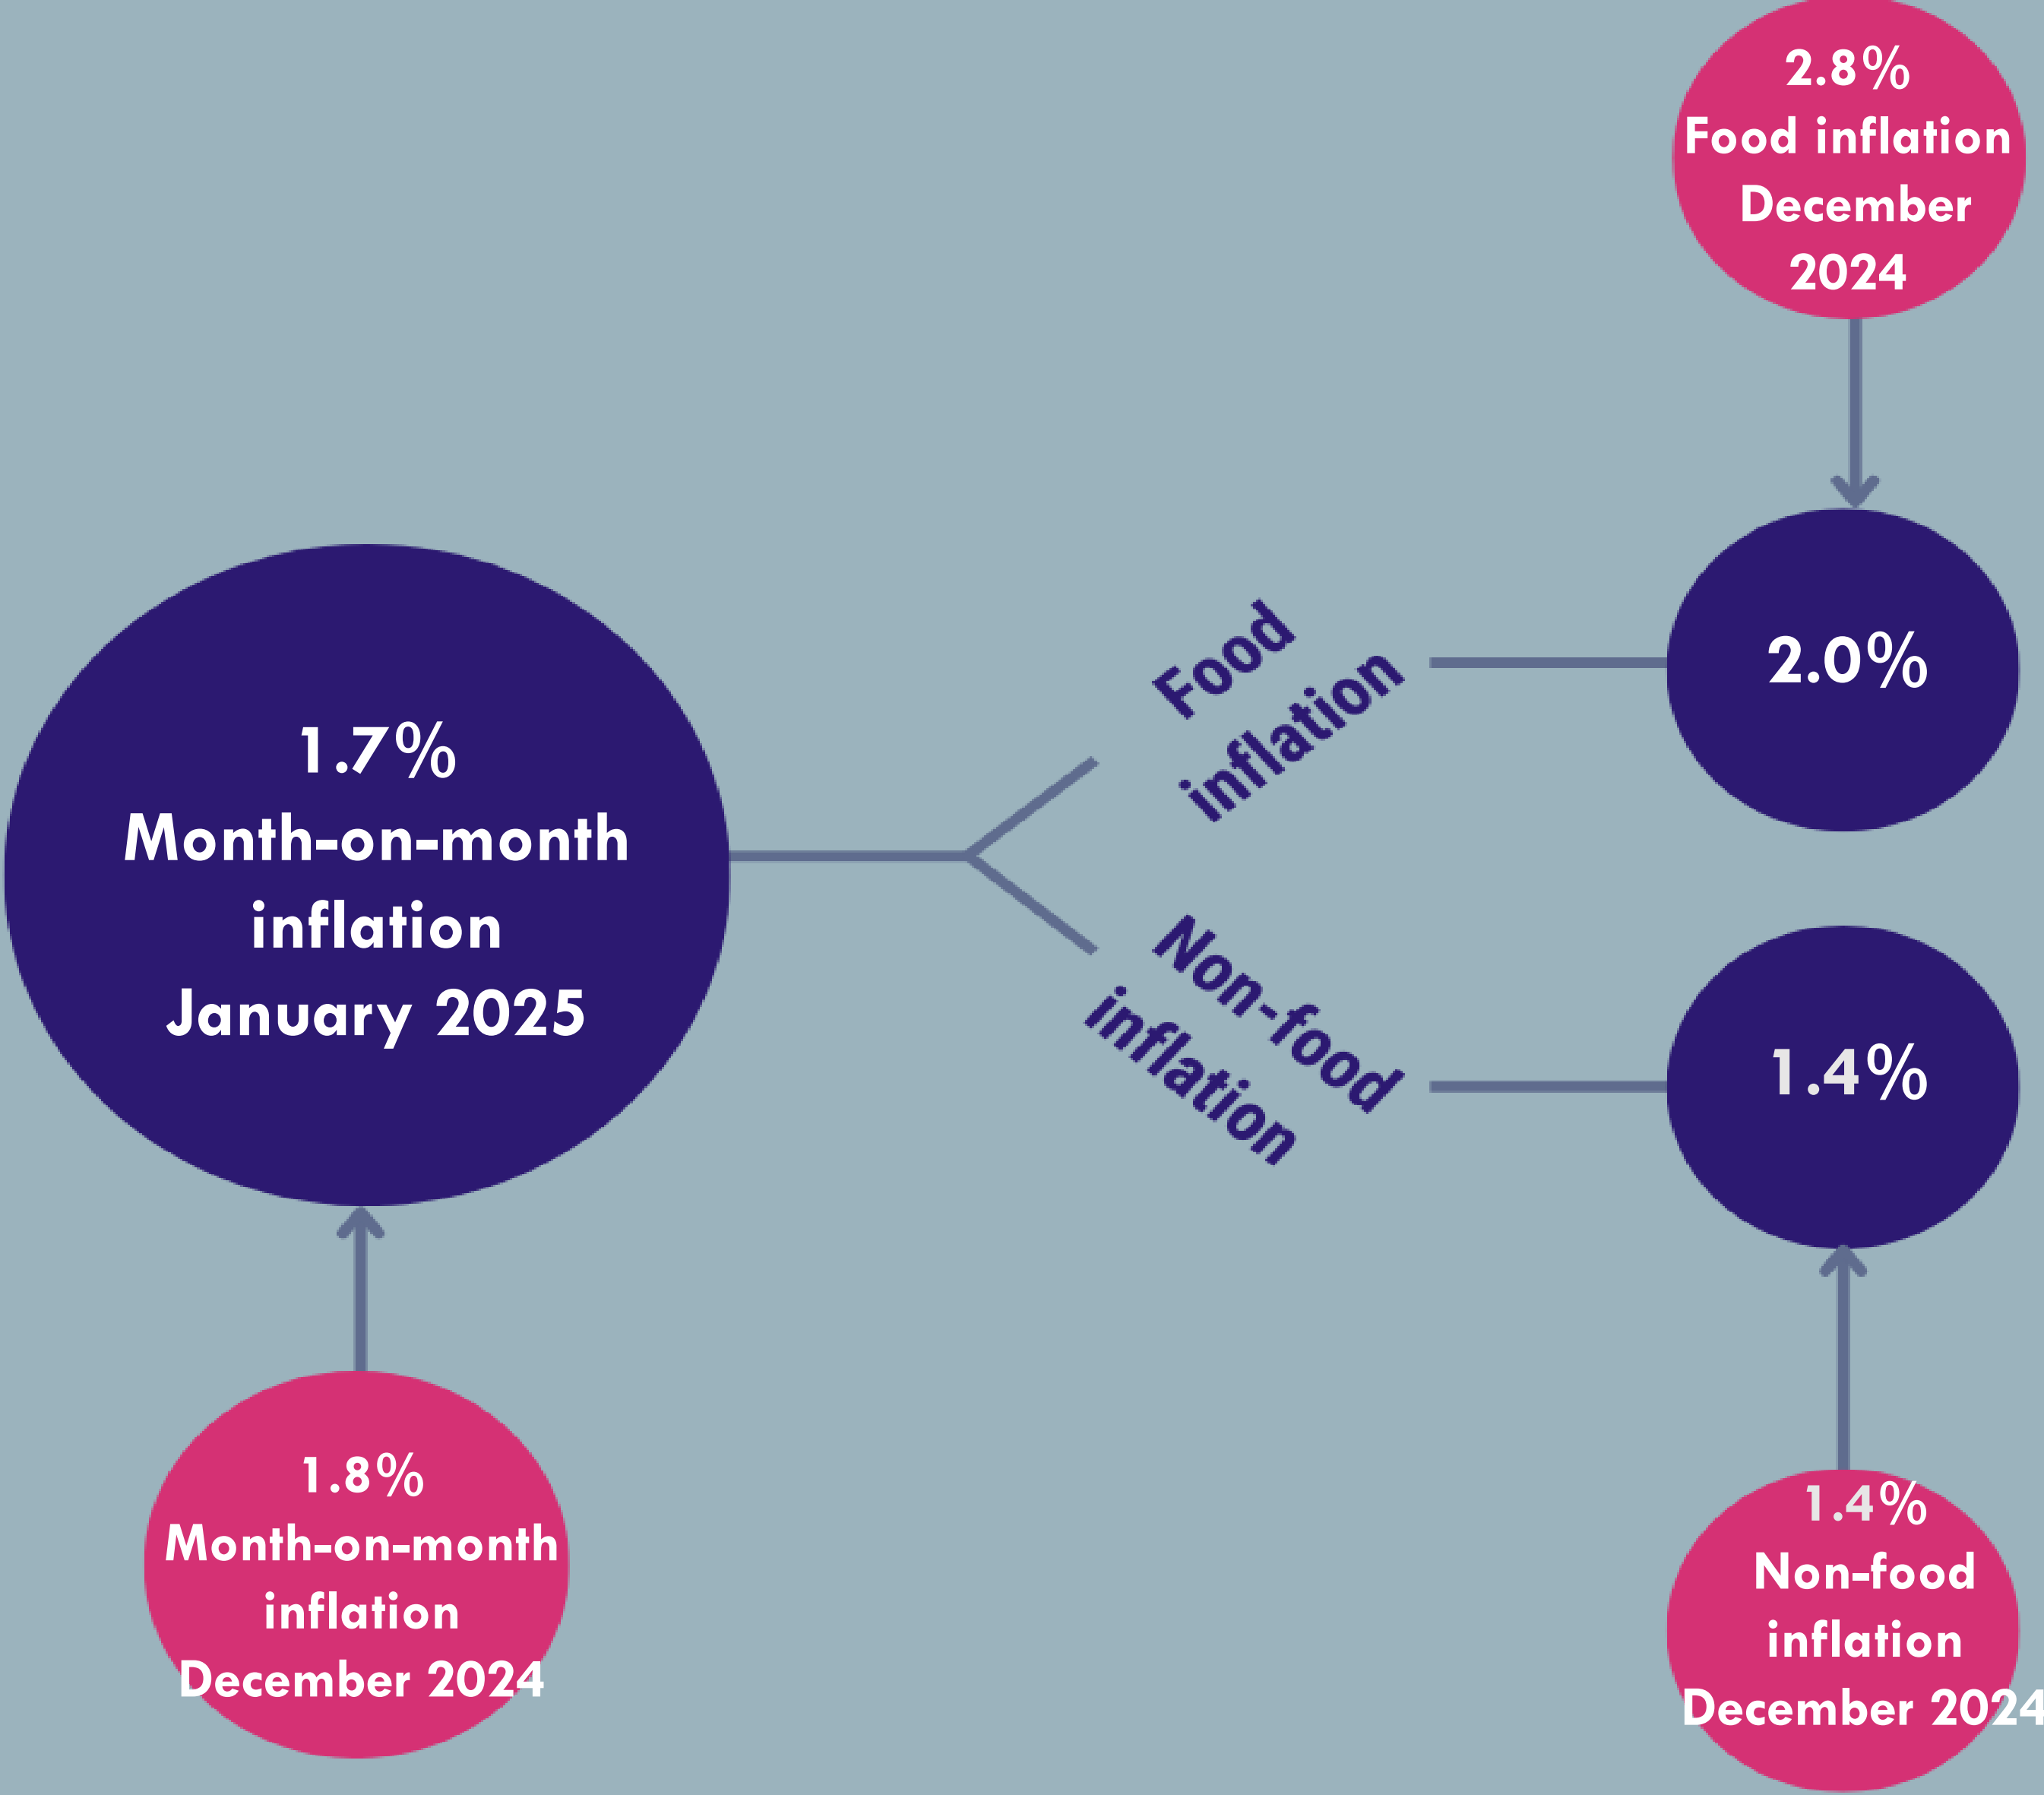 2.8%
Food inflation
December
2024
2.0%
Food
inflation
1.7%
Month-on-month
inflation
January 2025
Non-food
inflation
1.4%
1.8%
Month-on-month
inflation
December 2024
1.4%
Non-food
inflation
December 2024